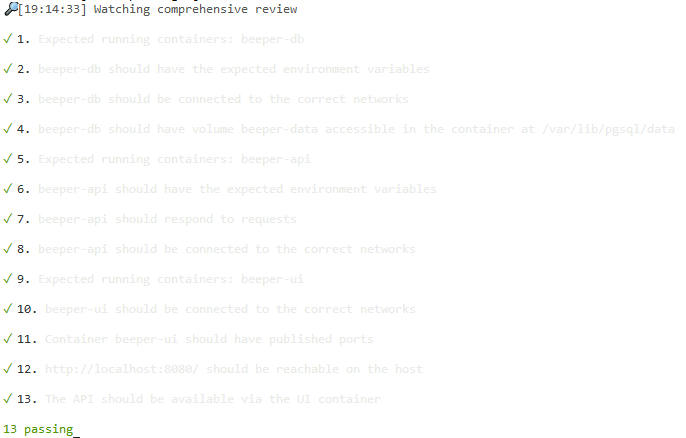 🔎[19:14:33] Watching comprehensive review
✓ 1. Expected running containers: beeper-db
✓ 2. beeper-db should have the expected environment variables
✓ 3. beeper-db should be connected to the correct networks
✓ 4. beeper-db should have volume beeper-data accessible in the container at /var/lib/pgsql/data
✓ 5. Expected running containers: beeper-api
✓ 6. beeper-api should have the expected environment variables
✓ 7. beeper-api should respond to requests
✓ 8. beeper-api should be connected to the correct networks
✓ 9. Expected running containers: beeper-ui
✓ 10. beeper-ui should be connected to the correct networks
✓ 11. Container beeper-ui should have published ports
✓ 12. http://localhost:8080/ should be reachable on the host
✓ 13. The API should be available via the UI container
13 passing_